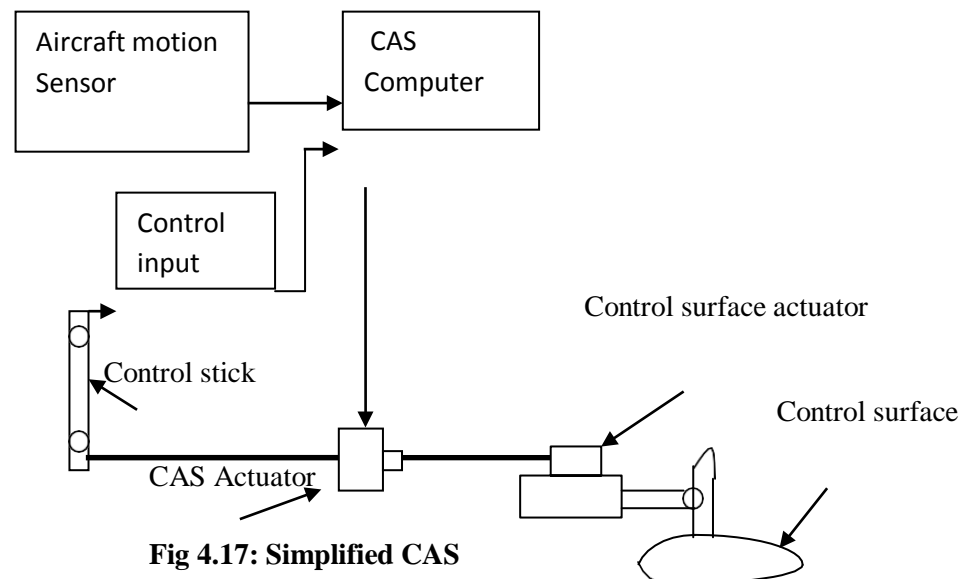 Aircraft motion
Sensor
CAS
Computer
Control
input
Control surface actuator
Control stick
Control surface
CAS Actuator
Fig 4.17: Simplified CAS